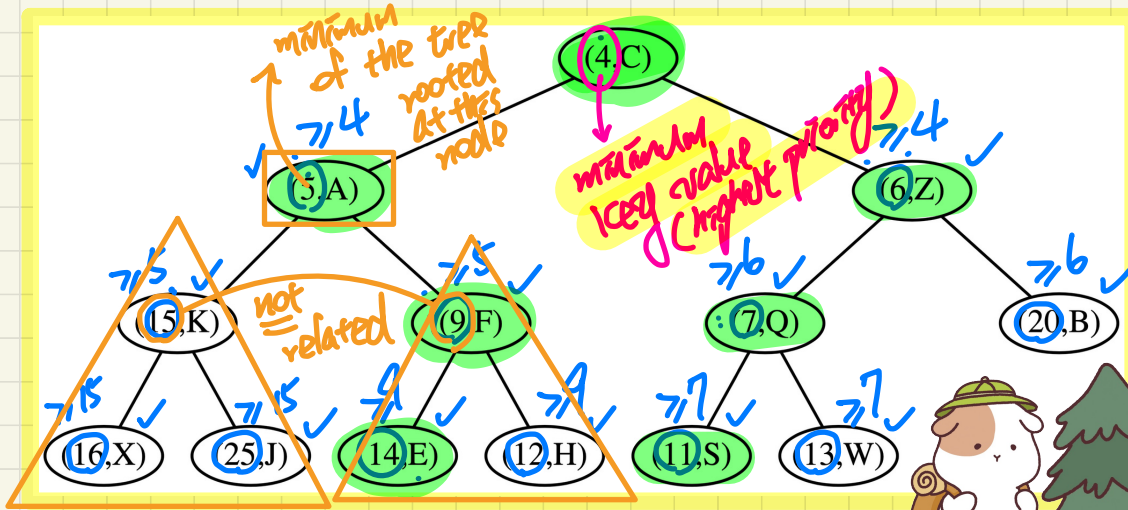 minimum
of the tree
rooted
at this
node
(4,C)
minimum
key value
(highest priority)
≥4
✓
(5,A)
≥4
✓
(6,Z)
≥5
✓
(15,K)
not
related
≥5
✓
(9,F)
≥6
✓
(7,Q)
≥6
✓
(20,B)
≥15
✓
(16,X)
≥15
✓
(25,J)
≥9
✓
(14,E)
≥9
✓
(12,H)
≥7
✓
(11,S)
≥7
✓
(13,W)